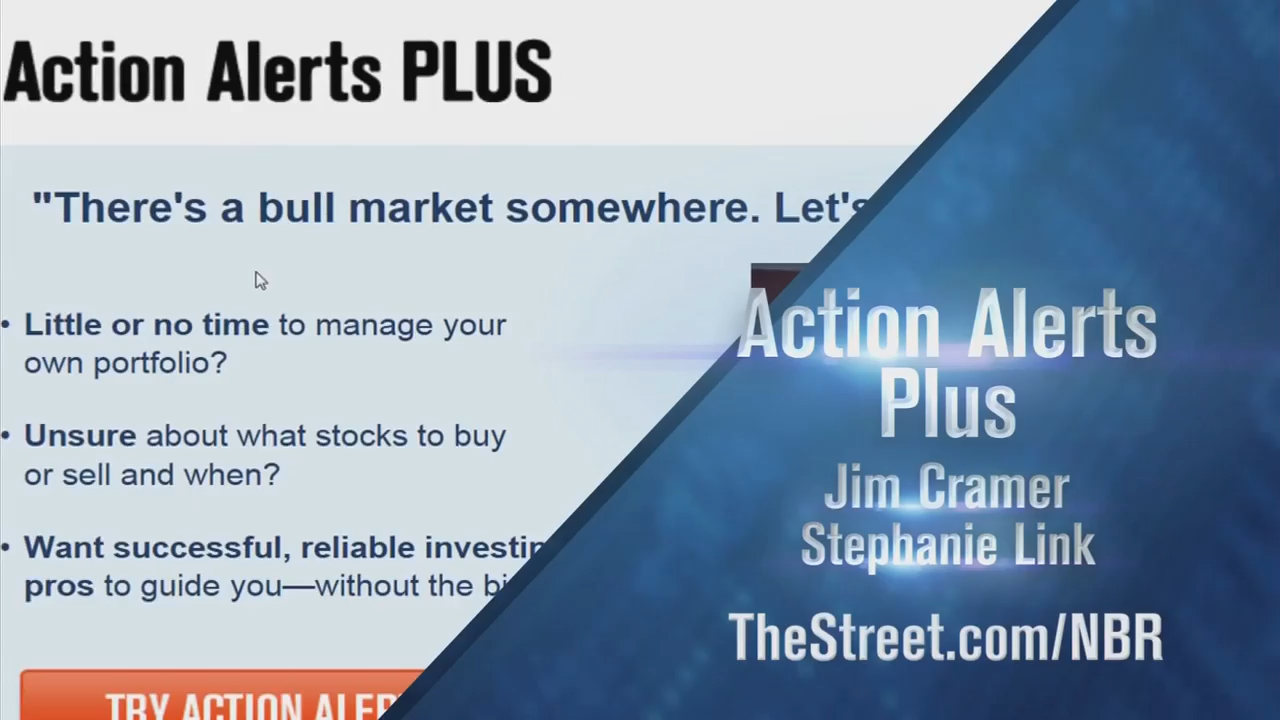 Action Alerts PLUS
"There's a bull market somewhere. Let's
• Little or no time to manage your
own portfolio?
• Unsure about what stocks to buy
or sell and when?
• Want successful, reliable
pros to guide you—without the
TRY ACTION
Action Alerts
Plus
Jim Cramer
Stephanie Link
TheStreet.com/NBR